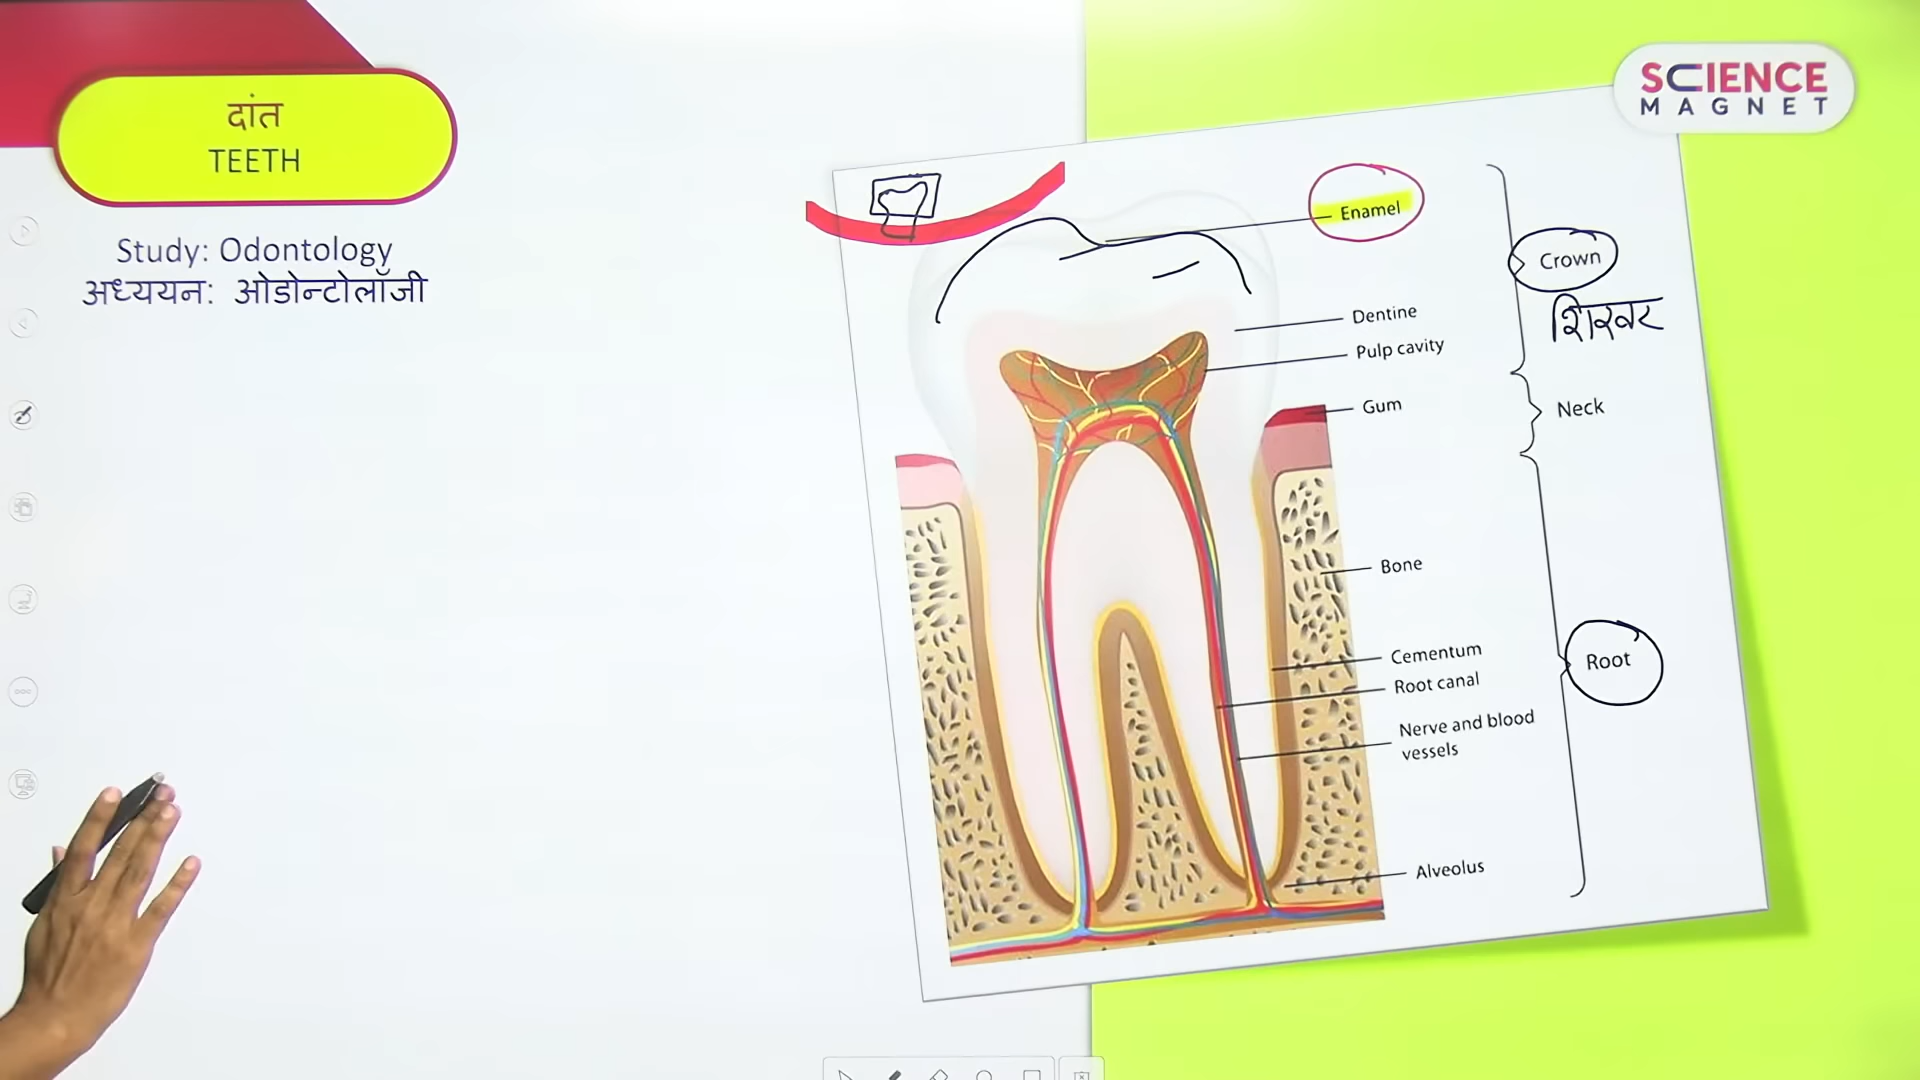 दांत
TEETH
Study: Odontology
अध्ययन: ओडोन्टोलॉजी
SCIENCE
MAGNET
Enamel
Crown
शिखर
Dentine
Pulp cavity
Gum
Neck
Bone
Cementum
Root canal
Root
Nerve and blood
vessels
Alveolus